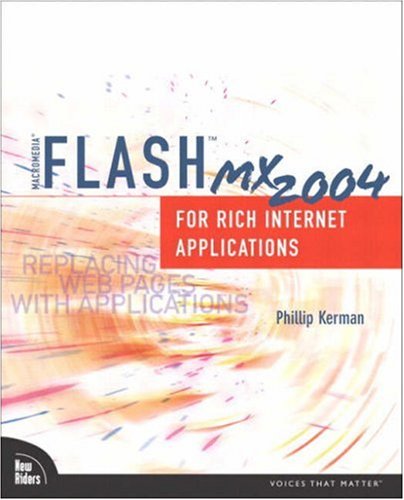 MACROMEDIA®
FLASH™ MX 2004
FOR RICH INTERNET
APPLICATIONS
REPLACING
WEB PAGES
WITH APPLICATIONS
Phillip Kerman
New
Riders
VOICES THAT MATTER™